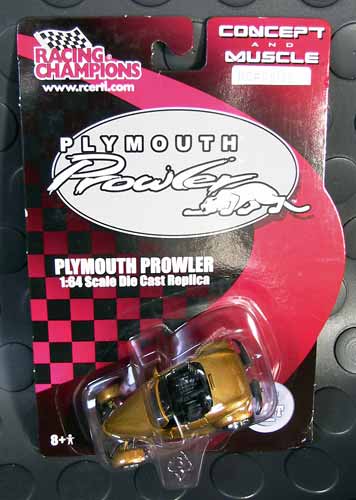 RACING
CHAMPIONS
www.rcertl.com
CONCEPT
AND
MUSCLE
PLYMOUTH
Prowler
PLYMOUTH PROWLER
1:64 Scale Die Cast Replica
8+